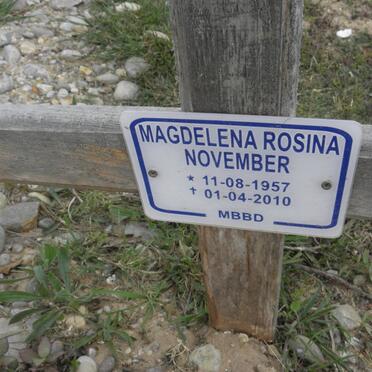 MAGDELENA ROSINA
NOVEMBER
* 11-08-1957
✝ 01-04-2010
MBBD